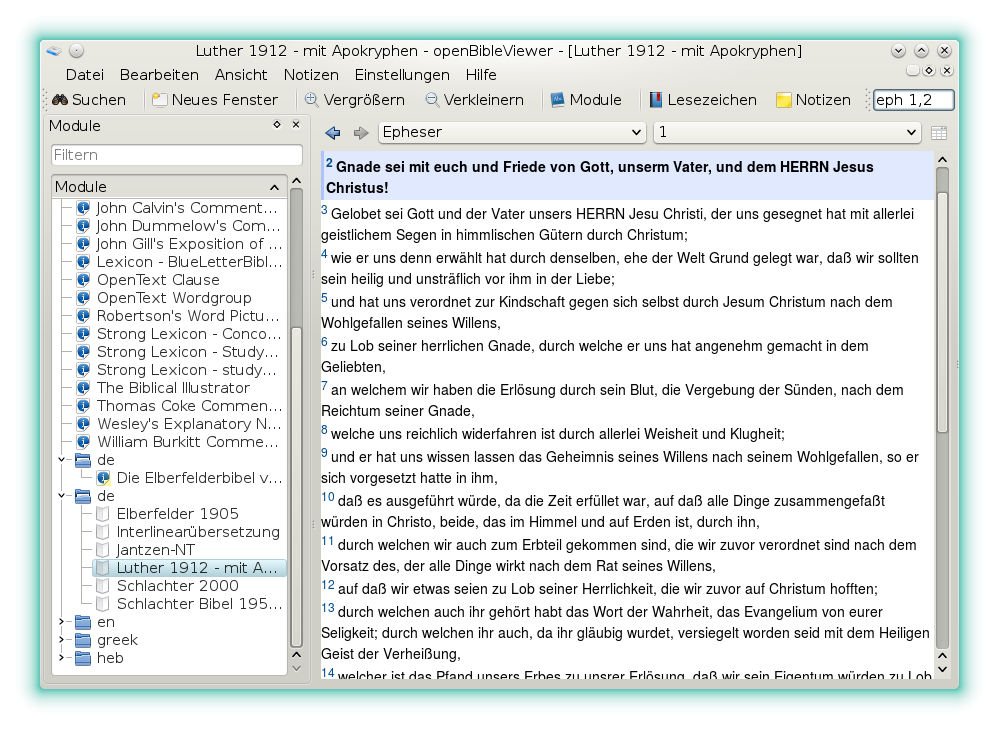 Luther 1912 - mit Apokryphen - openBibleViewer - [Luther 1912 - mit Apokryphen]
Datei Bearbeiten Ansicht Notizen Einstellungen Hilfe
Suchen Neues Fenster Vergrößern Verkleinern Module Lesezeichen Notizen eph 1,2
Module
Filtern
Module
John Calvin's Comment...
John Dummelow's Com...
John Gill's Exposition of ...
Lexicon - BlueLetterBibl...
OpenText Clause
OpenText Wordgroup
Robertson's Word Pictu...
Strong Lexicon - Conco...
Strong Lexicon - Study...
Strong Lexicon - study...
The Biblical Illustrator
Thomas Coke Commen...
Wesley's Explanatory N...
William Burkitt Comme...
de
Die Elberfelderbibel v...
de
Elberfelder 1905
Interlinearübersetzung
Jantzen-NT
Luther 1912 - mit A...
Schlachter 2000
Schlachter Bibel 195...
en
greek
heb
Epheser 1
2 Gnade sei mit euch und Friede von Gott, unserm Vater, und dem HERRN Jesus
Christus!
3 Gelobet sei Gott und der Vater unsers HERRN Jesu Christi, der uns gesegnet hat mit allerlei
geistlichem Segen in himmlischen Gütern durch Christum;
4 wie er uns denn erwählt hat durch denselben, ehe der Welt Grund gelegt war, daß wir sollten
sein heilig und unsträflich vor ihm in der Liebe;
5 und hat uns verordnet zur Kindschaft gegen sich selbst durch Jesum Christum nach dem
Wohlgefallen seines Willens,
6 zu Lob seiner herrlichen Gnade, durch welche er uns hat angenehm gemacht in dem
Geliebten,
7 an welchem wir haben die Erlösung durch sein Blut, die Vergebung der Sünden, nach dem
Reichtum seiner Gnade,
8 welche uns reichlich widerfahren ist durch allerlei Weisheit und Klugheit;
9 und er hat uns wissen lassen das Geheimnis seines Willens nach seinem Wohlgefallen, so er
sich vorgesetzt hatte in ihm,
10 daß es ausgeführt würde, da die Zeit erfüllet war, auf daß alle Dinge zusammengefaßt
würden in Christo, beide, das im Himmel und auf Erden ist, durch ihn,
11 durch welchen wir auch zum Erbteil gekommen sind, die wir zuvor verordnet sind nach dem
Vorsatz des, der alle Dinge wirkt nach dem Rat seines Willens,
12 auf daß wir etwas seien zu Lob seiner Herrlichkeit, die wir zuvor auf Christum hofften;
13 durch welchen auch ihr gehört habt das Wort der Wahrheit, das Evangelium von eurer
Seligkeit; durch welchen ihr auch, da ihr gläubig wurdet, versiegelt worden seid mit dem Heiligen
Geist der Verheißung,
14 welcher ist das Pfand unsers Erbes zu unsrer Erlösung, daß wir sein Eigentum würden zu Lob